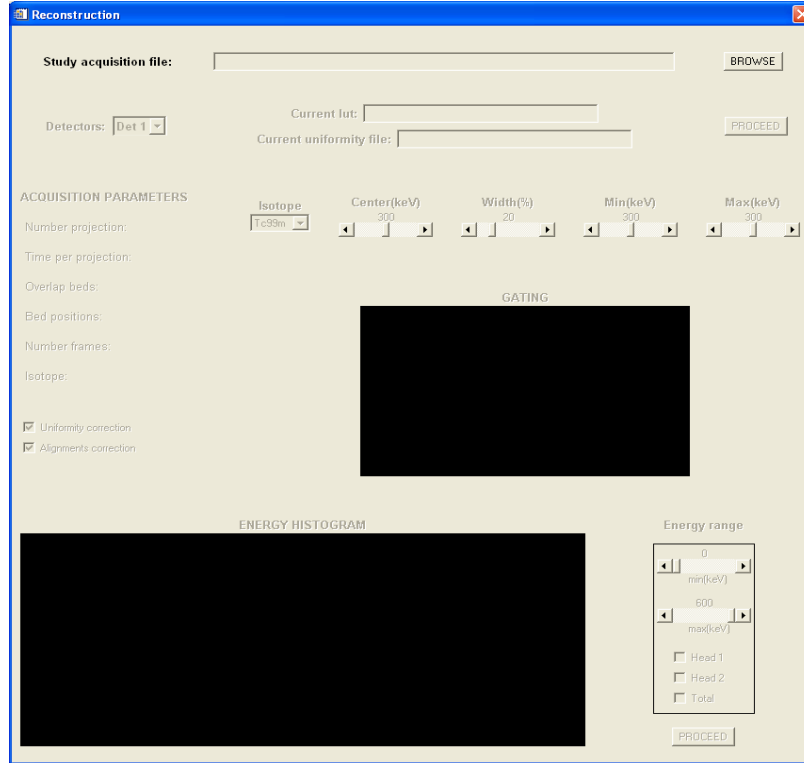 Reconstruction
Study acquisition file:
BROWSE
Detectors: Det 1
Current lut:
Current uniformity file:
PROCEED
ACQUISITION PARAMETERS
Isotope
Tc99m
Center(keV)
300
Width(%)
20
Min(keV)
300
Max(keV)
300
Number projection:
Time per projection:
Overlap beds:
Bed positions:
Number frames:
Isotope:
Uniformity correction
Alignments correction
GATING
ENERGY HISTOGRAM
Energy range
0
min(keV)
600
max(keV)
Head 1
Head 2
Total
PROCEED